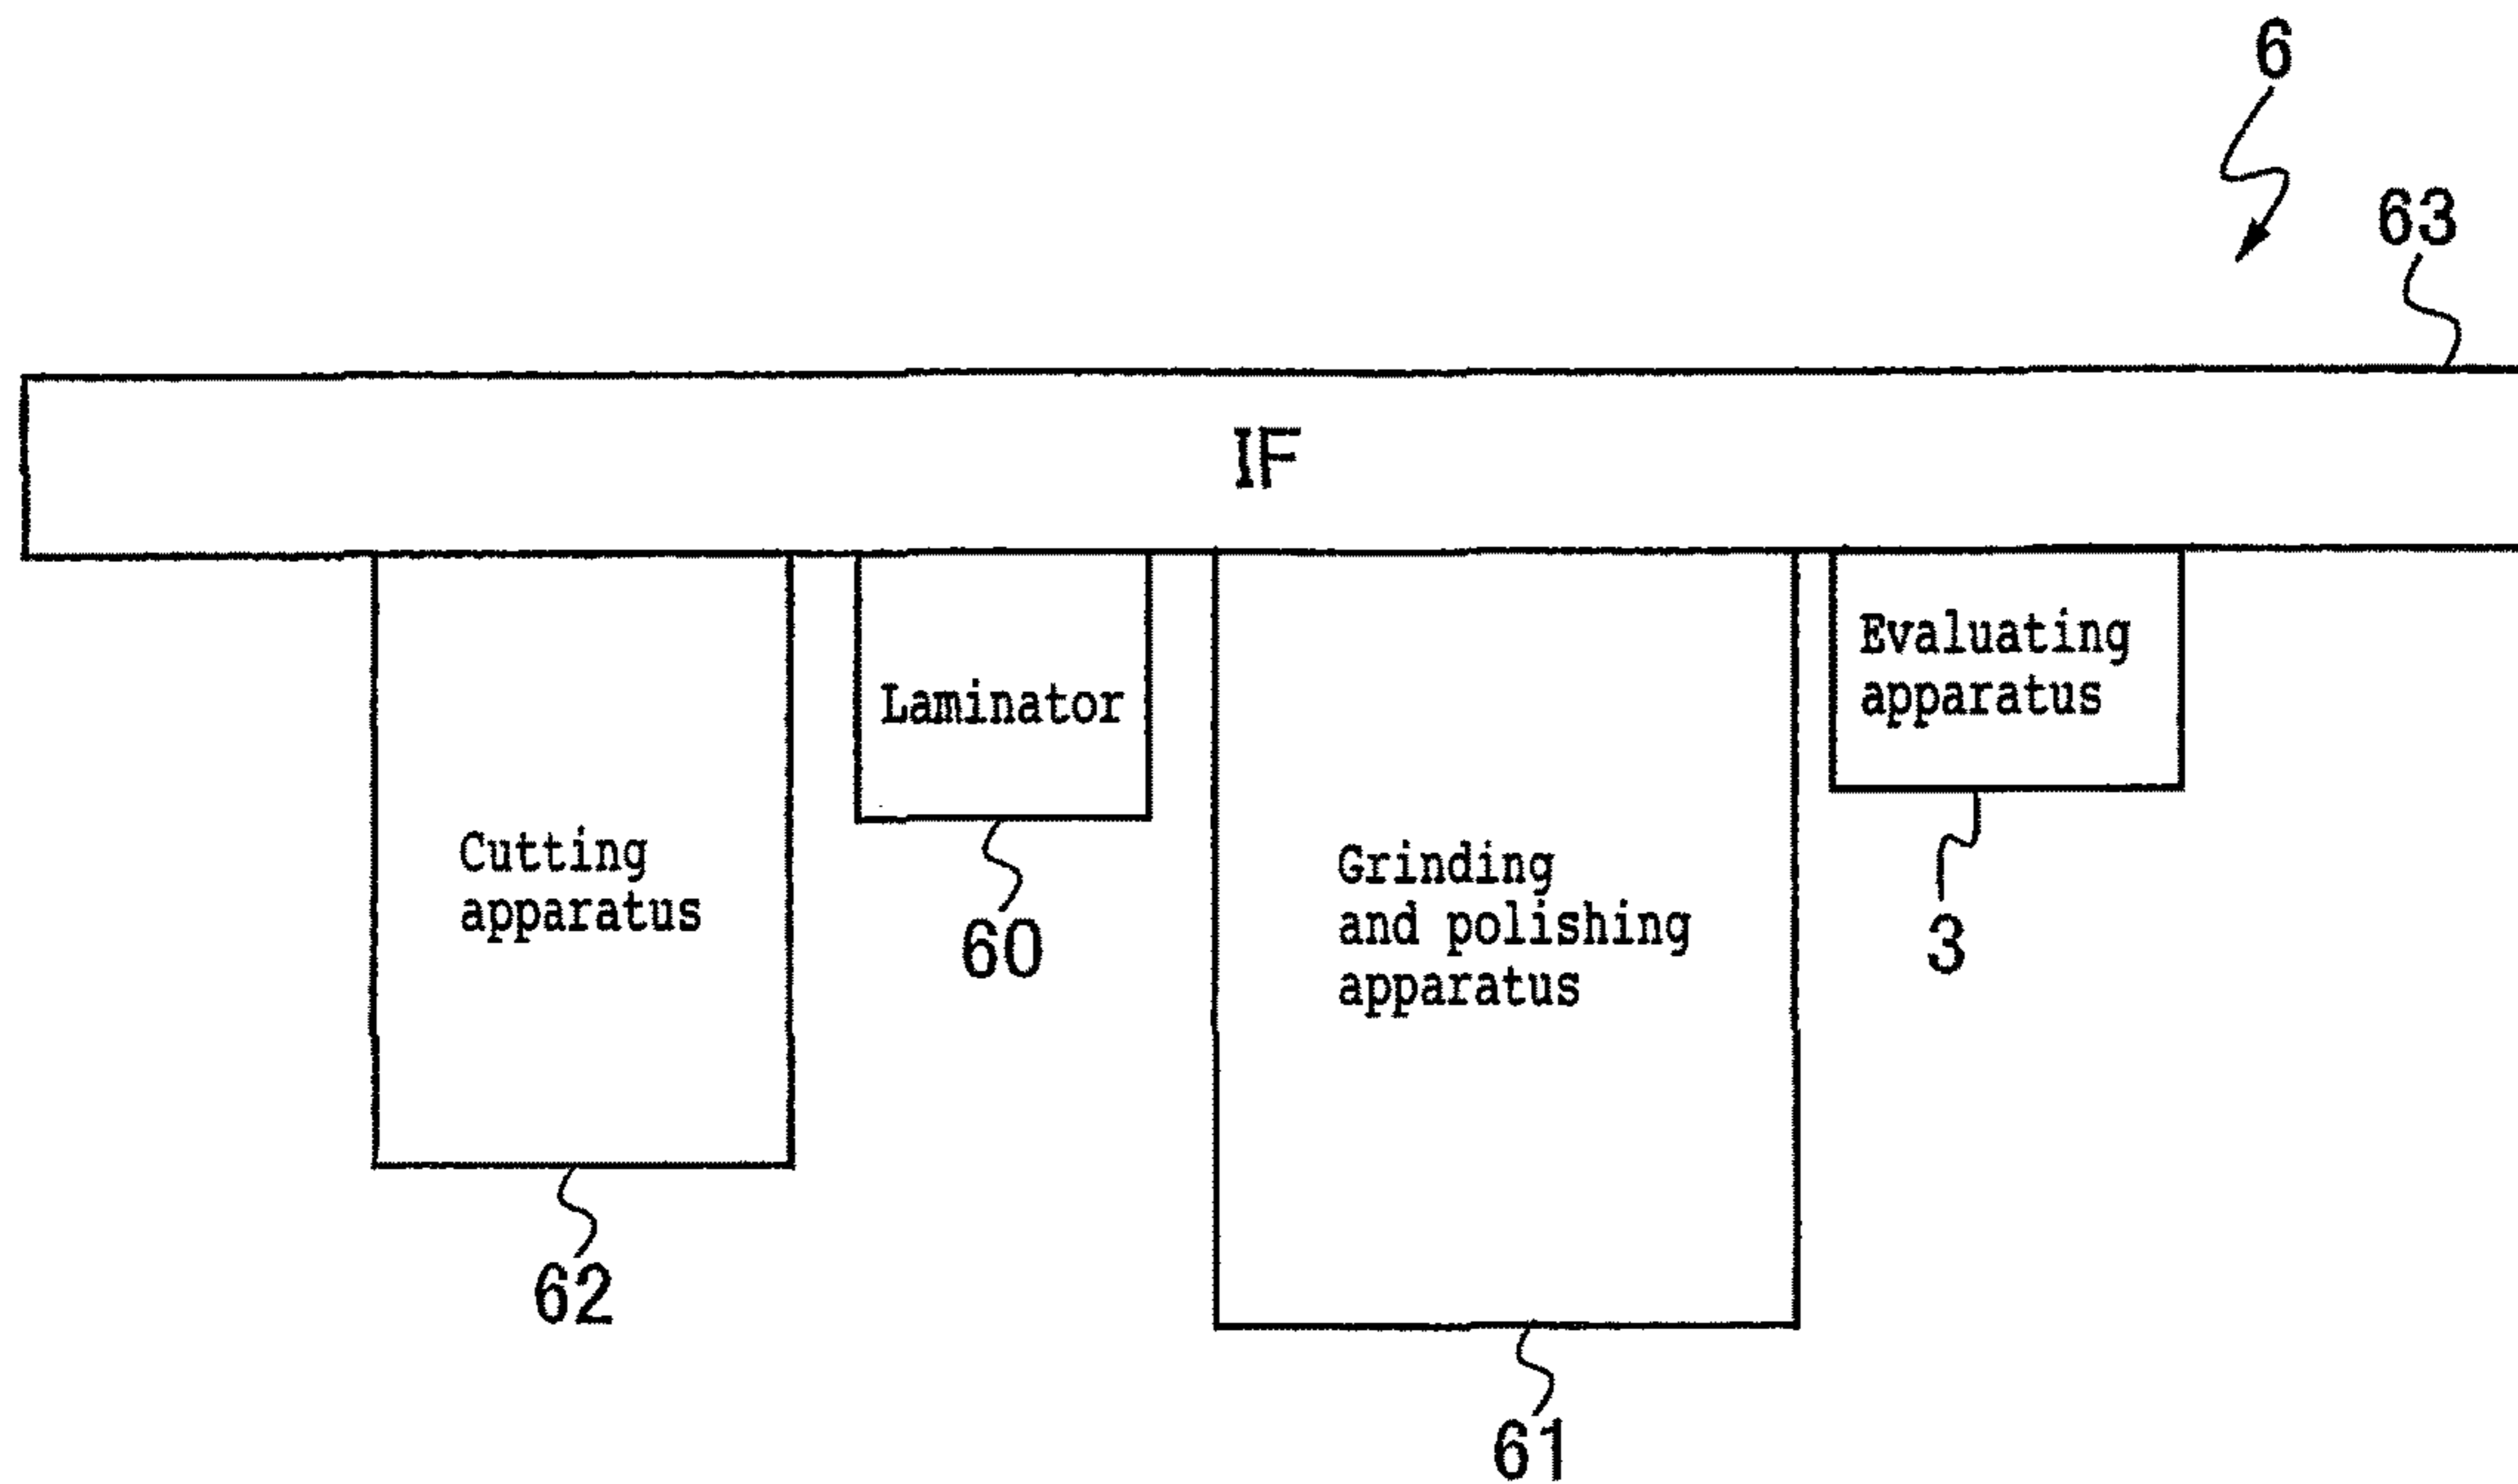 6
63
IF
Evaluating
apparatus
Laminator
Cutting
apparatus
Grinding
and polishing
apparatus
60
3
62
61